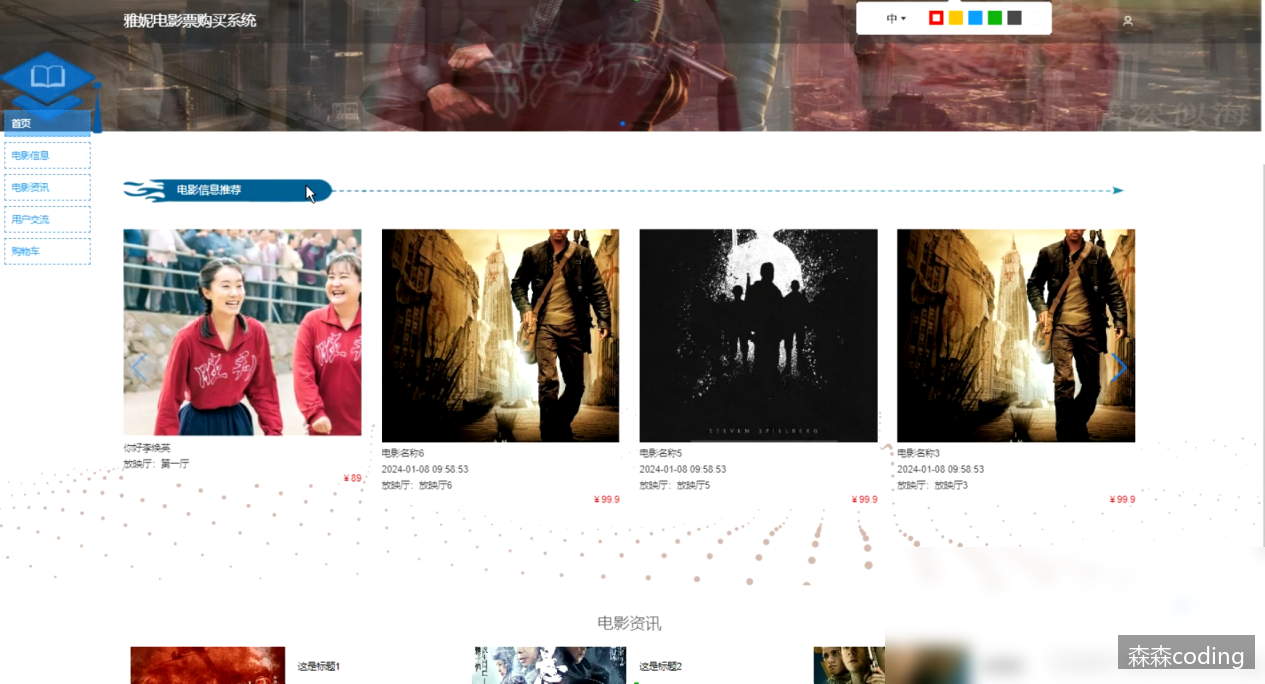 雅妮电影票购买系统
中
首页
电影信息
电影资讯
用户交流
购物车
电影信息推荐
你好李焕英
放映厅：第一厅
￥89
电影名称6
2024-01-08 09:58:53
放映厅：放映厅6
￥99.9
STEVEN SPIELBERG
电影名称5
2024-01-08 09:58:53
放映厅：放映厅5
￥99.9
电影名称3
2024-01-08 09:58:53
放映厅：放映厅3
￥99.9
电影资讯
这是标题1
这是标题2
森森coding